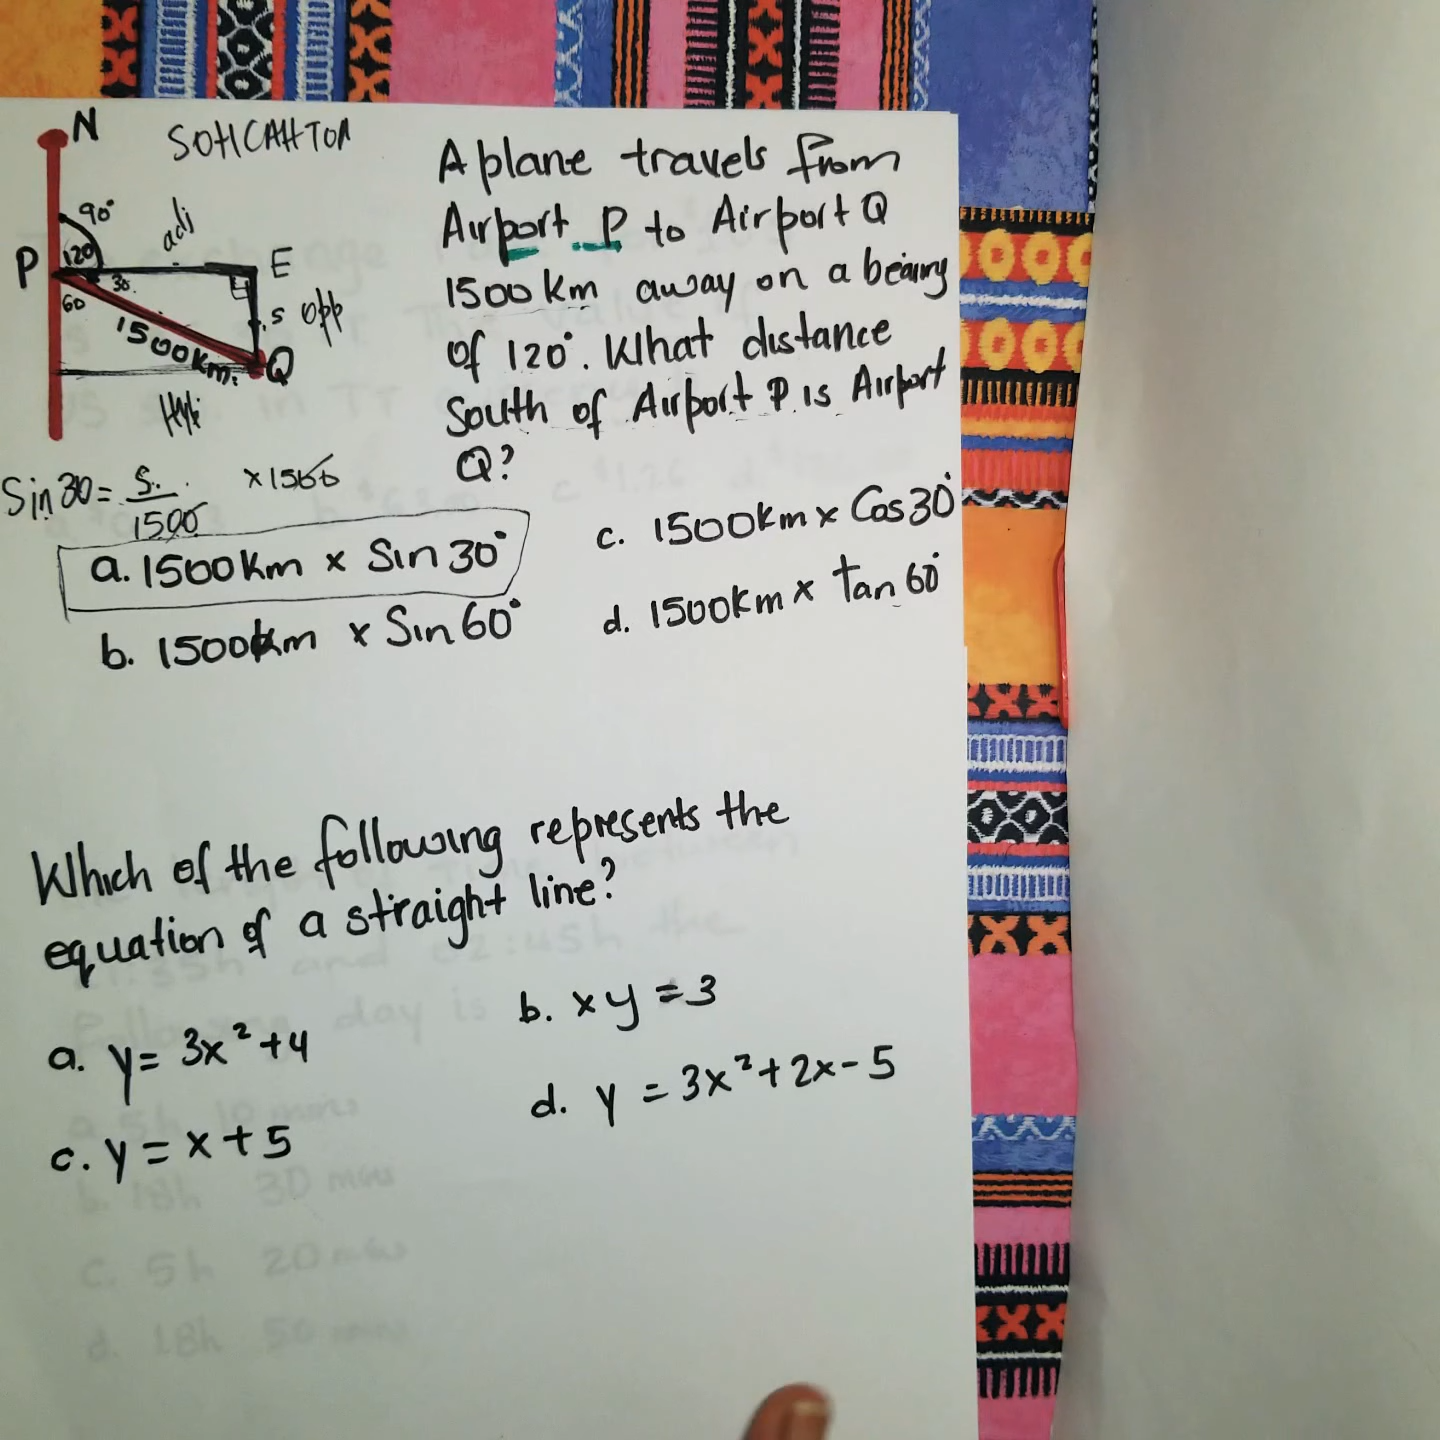 N
SOHCAHTOA
90°
adj
P
120
E
30.
60
s
opp
1500km.
Q
Hyp
A plane travels from
Airport P to Airport Q
1500 km away on a bearing
of 120°. What distance
South of Airport P is Airport
Q?
Sin 30 = S. × 1500
1500
a. 1500 km × Sin 30°
b. 1500km × Sin 60°
c. 1500km × Cos 30°
d. 1500km × tan 60°
Which of the following represents the
equation of a straight line?
a. y = 3x² + 4
b. xy = 3
c. y = x + 5
d. y = 3x² + 2x - 5